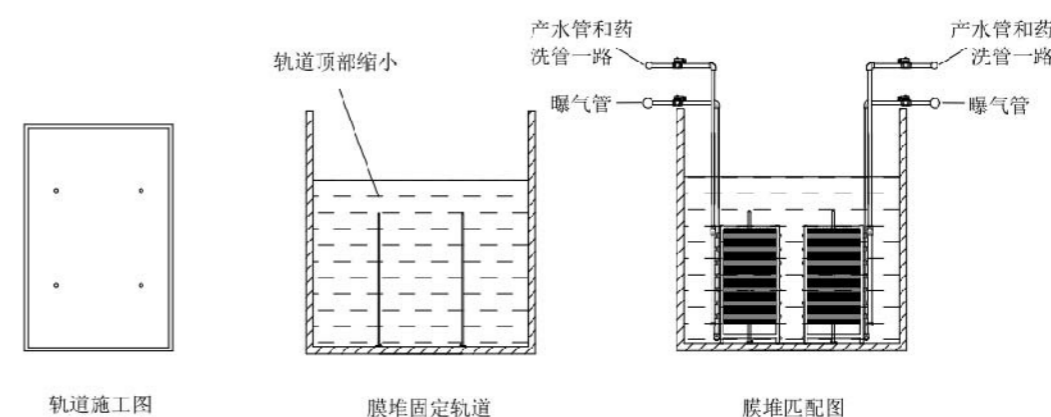 产水管和药
洗管一路
曝气管
产水管和药
洗管一路
曝气管
轨道顶部缩小
轨道施工图
膜堆固定轨道
膜堆匹配图